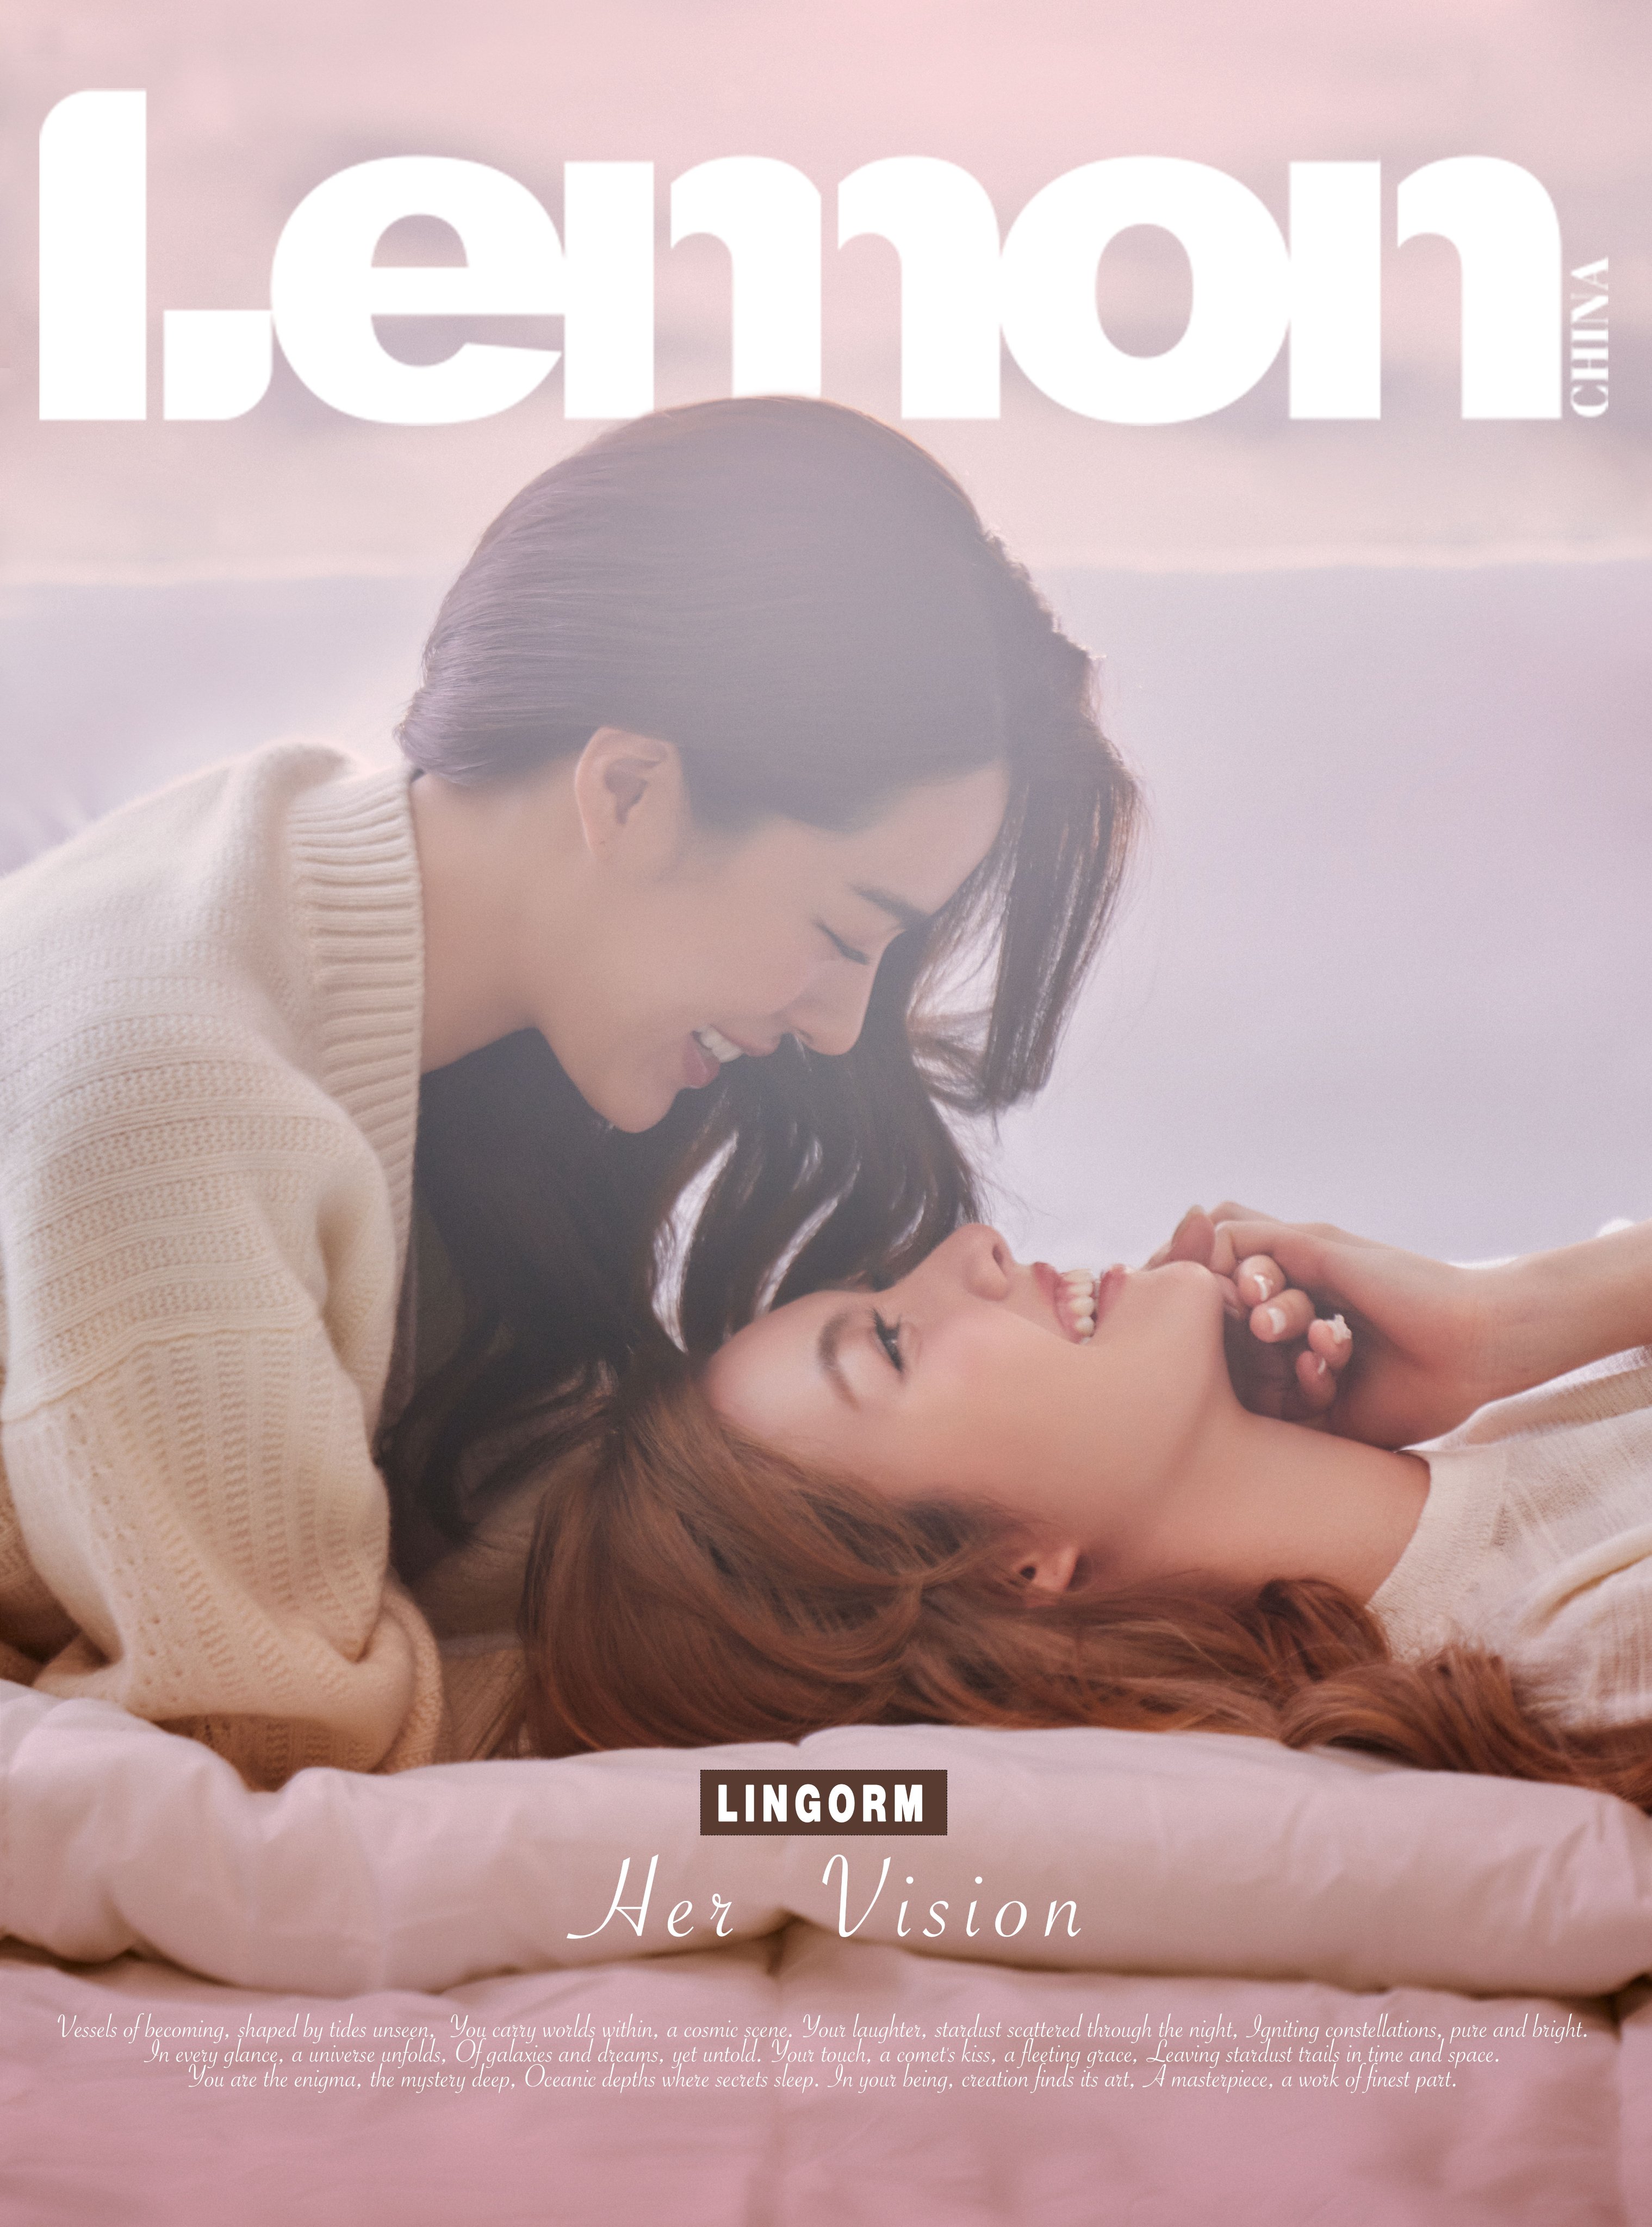 Lemon
CHINA
LINGORM
Her Vision
Vessels of becoming, shaped by tides unseen, You carry worlds within, a cosmic scene. Your laughter, stardust scattered through the night, Igniting constellations, pure and bright.
In every glance, a universe unfolds, Of galaxies and dreams, yet untold. Your touch, a comet's kiss, a fleeting grace, Leaving stardust trails in time and space.
You are the enigma, the mystery deep, Oceanic depths where secrets sleep. In your being, creation finds its art, A masterpiece, a work of finest part.